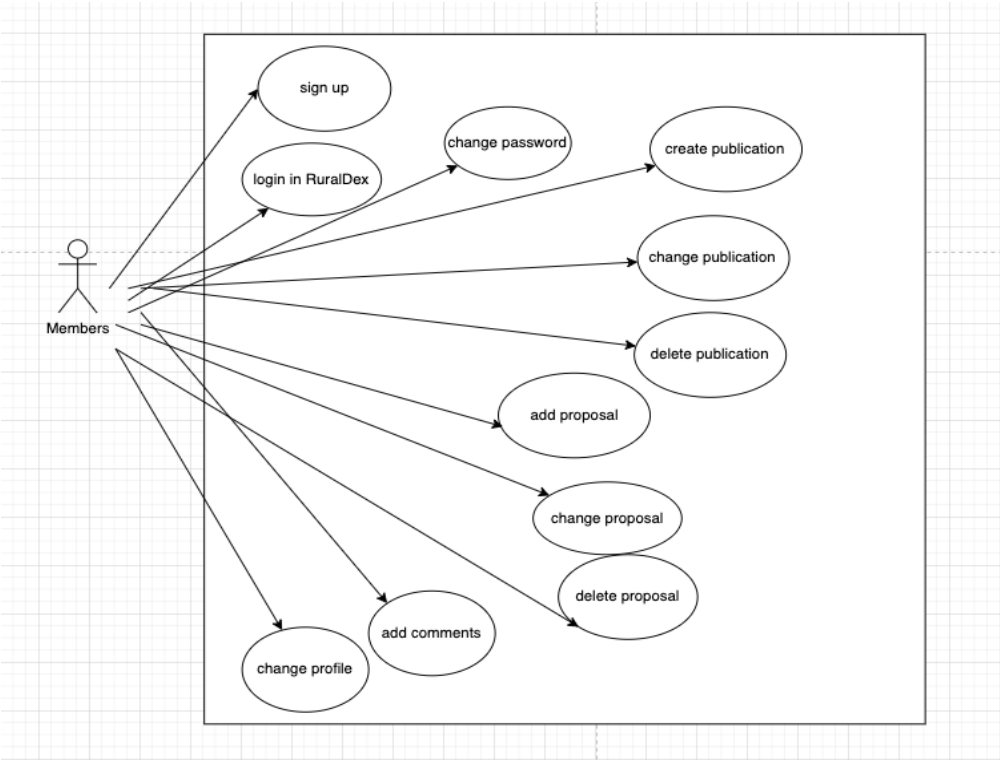 sign up
change password
create publication
login in RuralDex
change publication
Members
delete publication
add proposal
change proposal
delete proposal
add comments
change profile